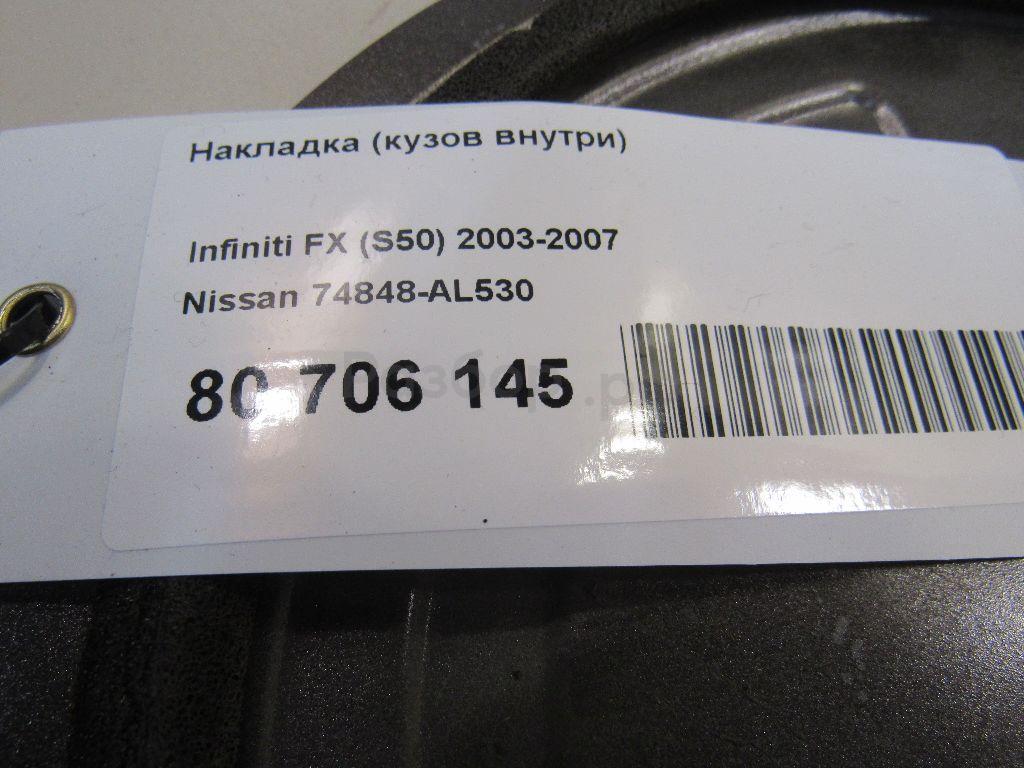 Накладка (кузов внутри)
Infiniti FX (S50) 2003-2007
Nissan 74848-AL530
80 706 145